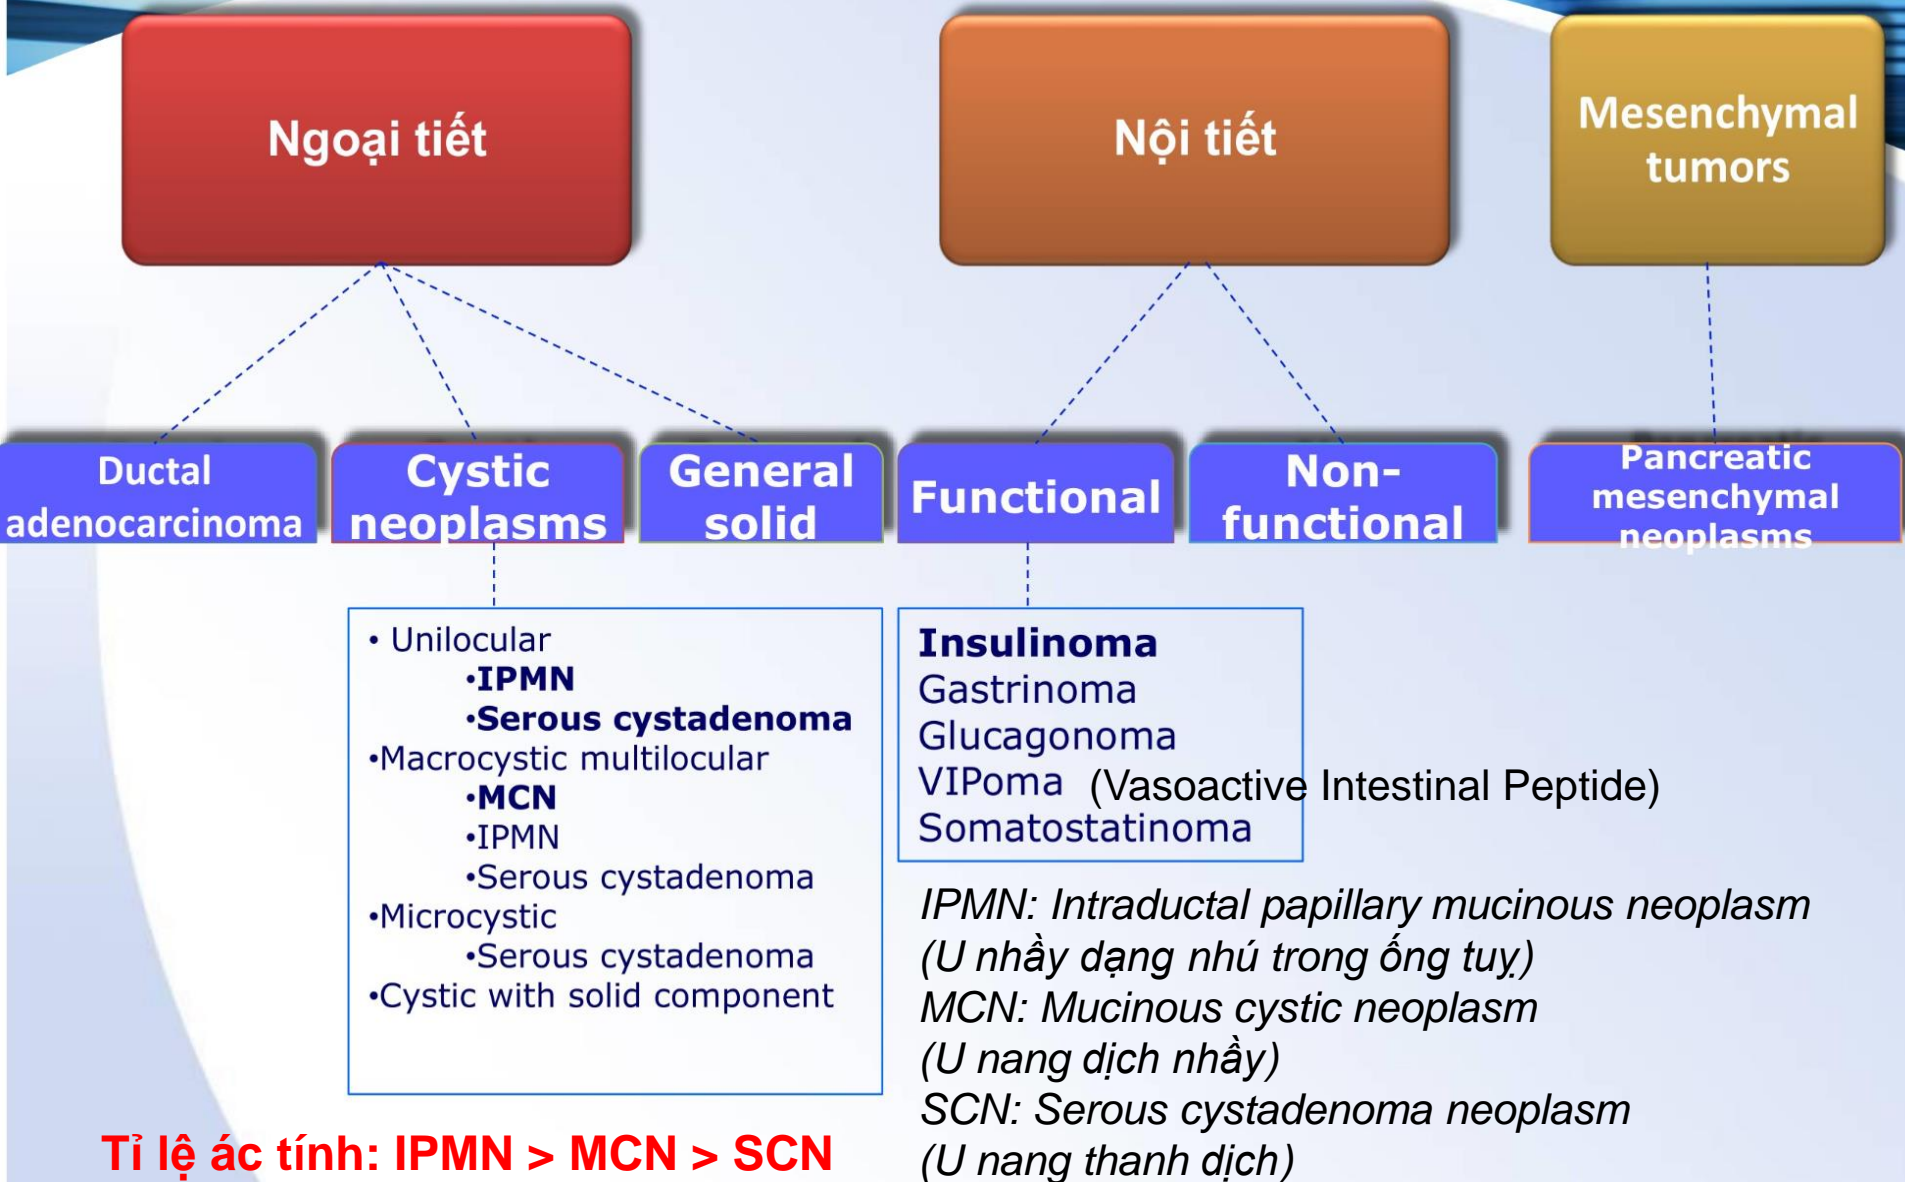 Ngoại tiết
Nội tiết
Mesenchymal
tumors
Ductal
adenocarcinoma
Cystic
neoplasms
General
solid
Functional
Non-
functional
Pancreatic
mesenchymal
neoplasms
• Unilocular
•IPMN
•Serous cystadenoma
•Macrocystic multilocular
•MCN
•IPMN
•Serous cystadenoma
•Microcystic
•Serous cystadenoma
•Cystic with solid component
Insulinoma
Gastrinoma
Glucagonoma
VIPoma (Vasoactive Intestinal Peptide)
Somatostatinoma
IPMN: Intraductal papillary mucinous neoplasm
(U nhầy dạng nhú trong ống tuỵ)
MCN: Mucinous cystic neoplasm
(U nang dịch nhầy)
SCN: Serous cystadenoma neoplasm
(U nang thanh dịch)
Tỉ lệ ác tính: IPMN > MCN > SCN